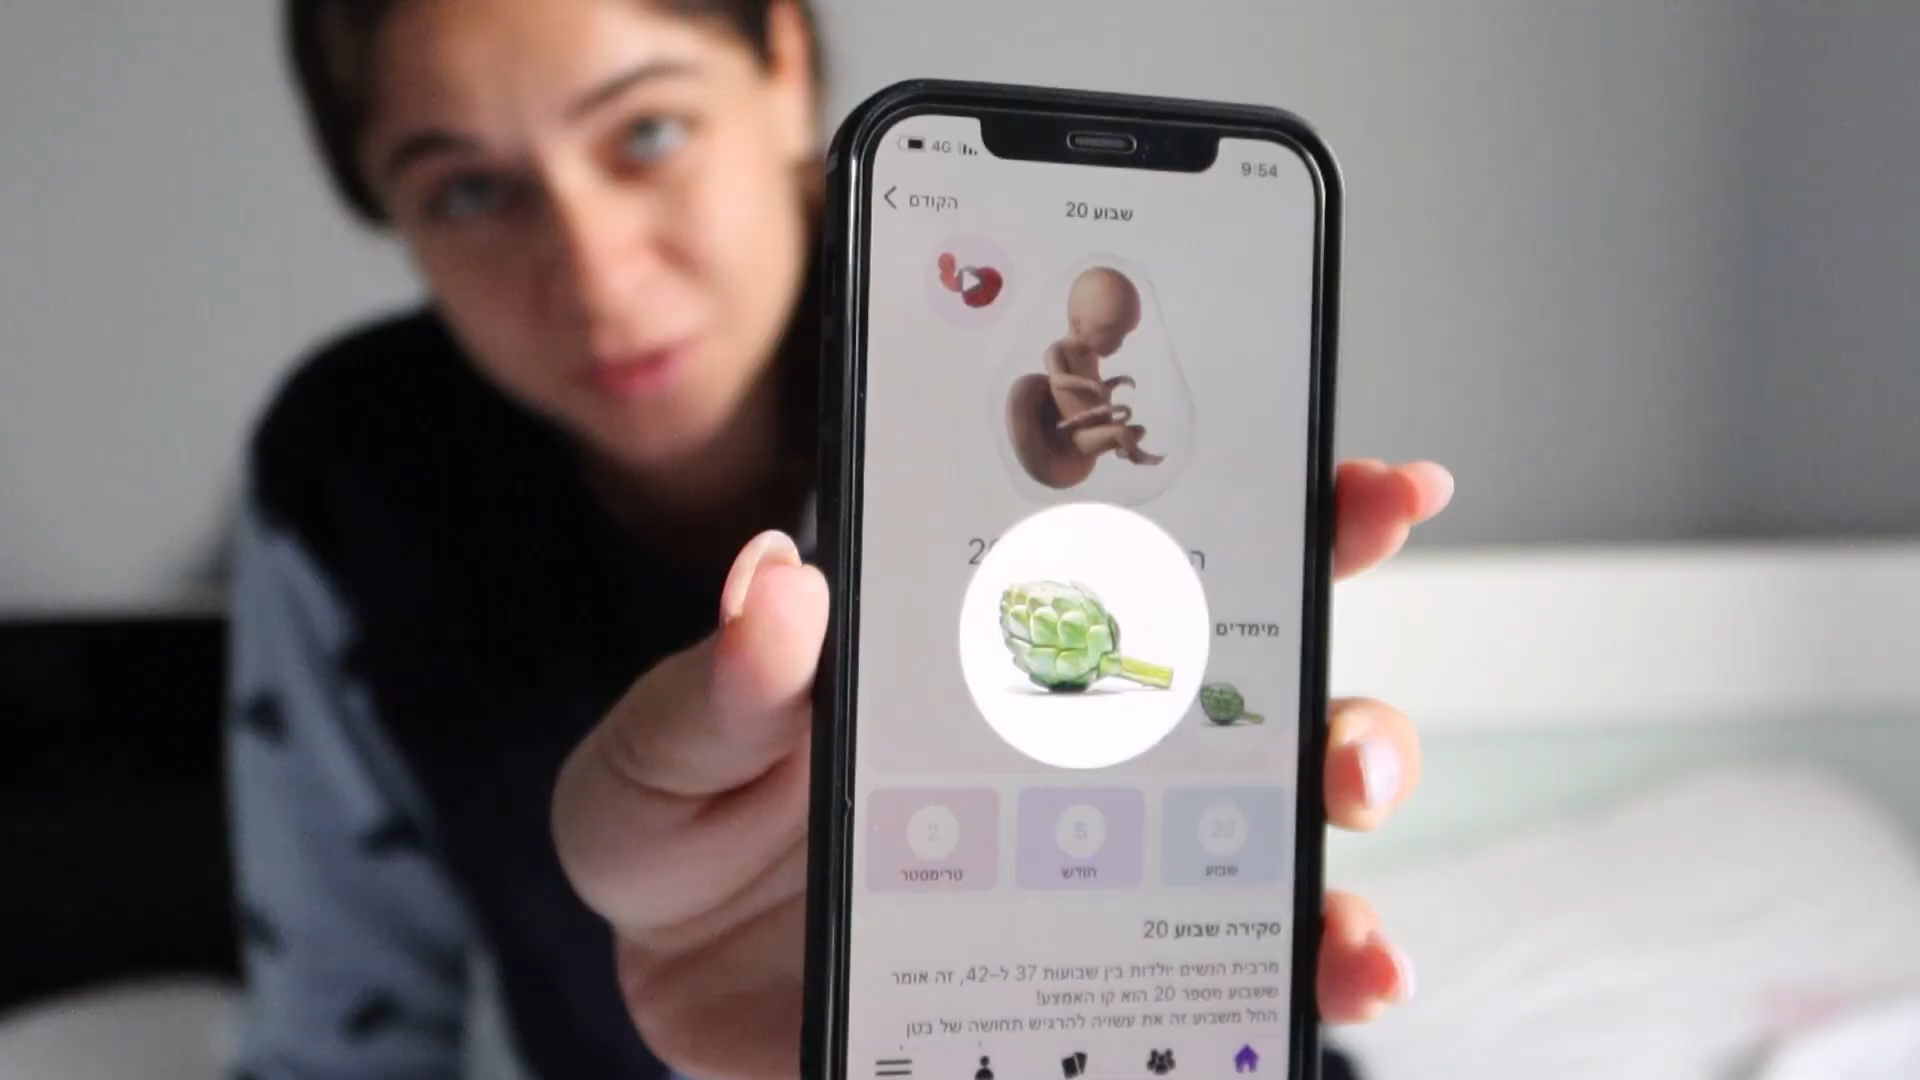 4G
9:54
הקודם
שבוע 20
מימדים
2
טרימסטר
5
חודש
20
שבוע
סקירה שבוע 20
מרבית הנשים יולדות בין שבועות 37 ל–42, זה אומר
ששבוע מספר 20 הוא קו האמצע!
החל משבוע זה את עשויה להרגיש תחושה של בטן